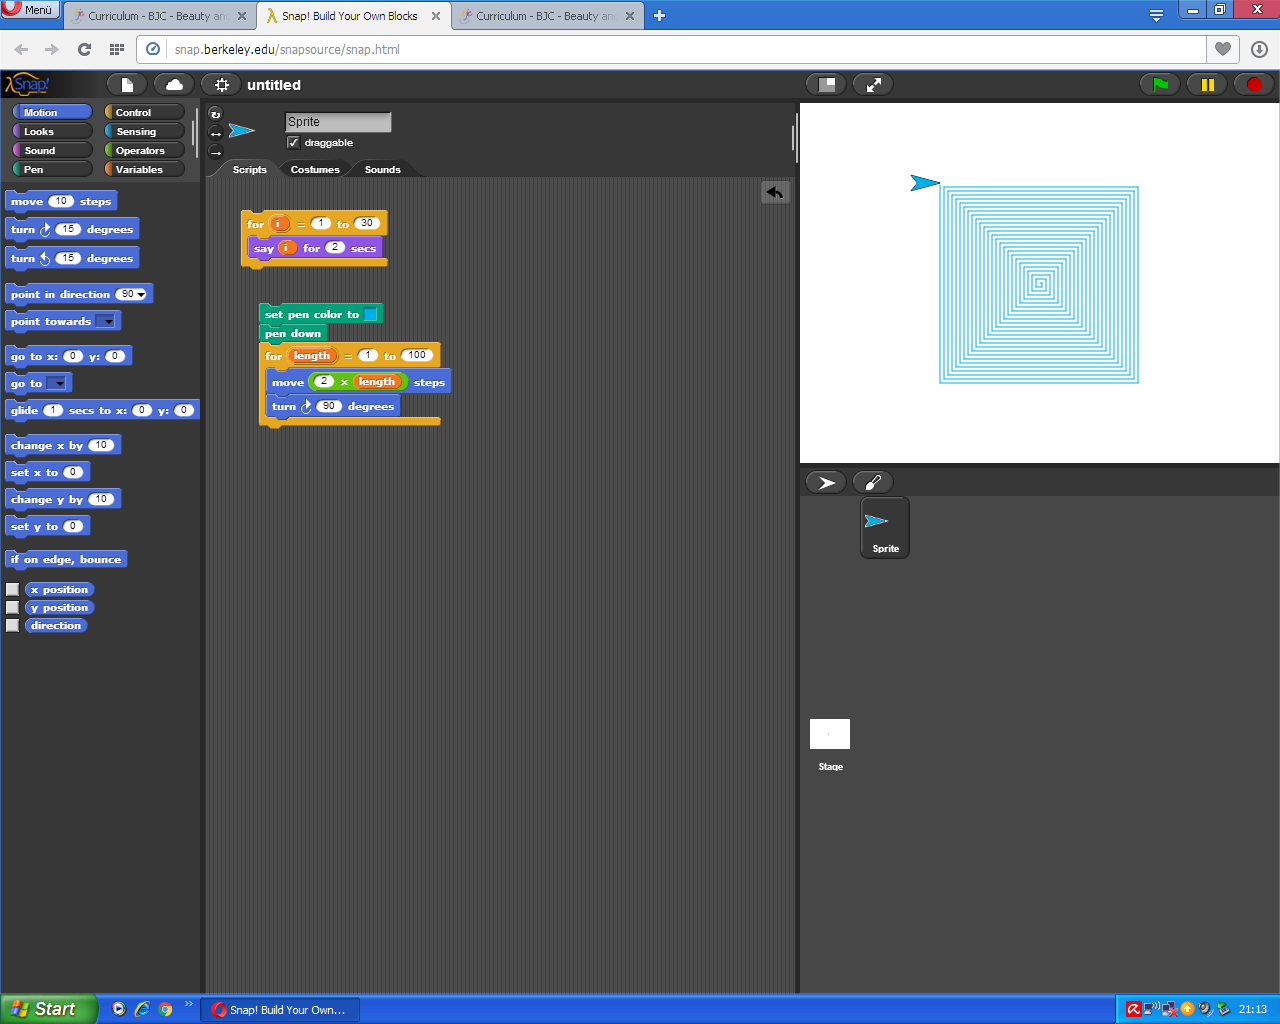 Menü
Curriculum - BJC - Beauty an
Snap! Build Your Own Blocks
Curriculum - BJC - Beauty an
snap.berkeley.edu/snapsource/snap.html
Snap!
untitled
Motion
Control
Looks
Sensing
Sound
Operators
Pen
Variables
Sprite
draggable
Scripts
Costumes
Sounds
move 10 steps
turn 15 degrees
turn 15 degrees
point in direction 90
point towards
go to x: 0 y: 0
go to
glide 1 secs to x: 0 y: 0
change x by 10
set x to 0
change y by 10
set y to 0
if on edge, bounce
x position
y position
direction
for i = 1 to 30
say i for 2 secs
set pen color to
pen down
for length = 1 to 100
move 2 x length steps
turn 90 degrees
Sprite
Stage
Start
Snap! Build Your Own...
21:13